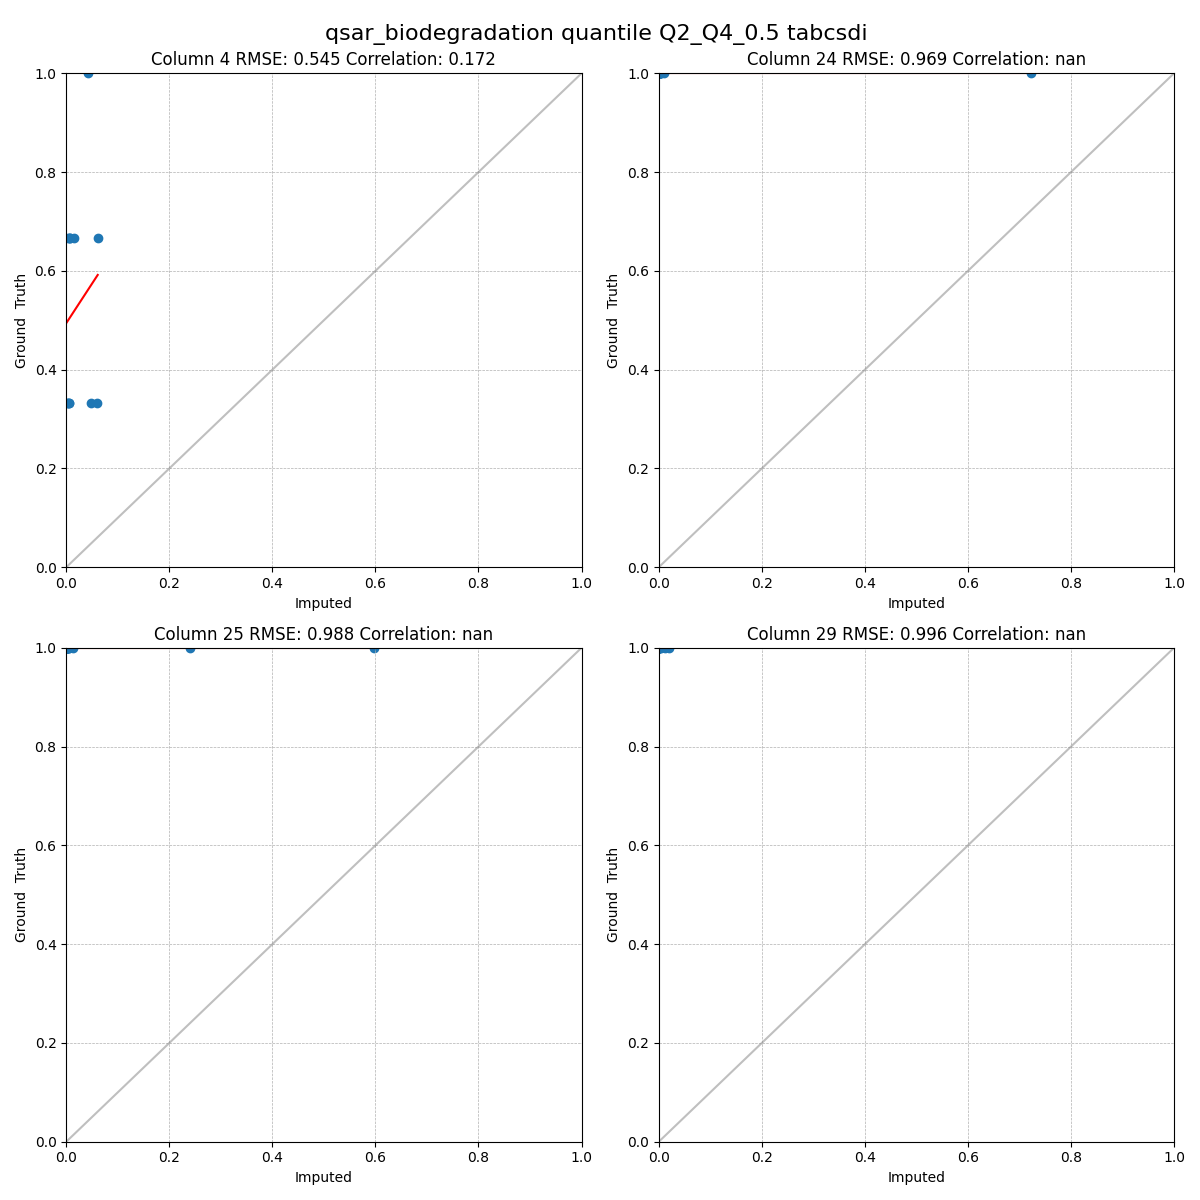 qsar_biodegradation quantile Q2_Q4_0.5 tabcsdi
Column 4 RMSE: 0.545 Correlation: 0.172
1.0
0.8
0.6
0.4
0.2
0.0
Ground Truth
0.0 0.2 0.4 0.6 0.8 1.0
Imputed
Column 24 RMSE: 0.969 Correlation: nan
1.0
0.8
0.6
0.4
0.2
0.0
Ground Truth
0.0 0.2 0.4 0.6 0.8 1.0
Imputed
Column 25 RMSE: 0.988 Correlation: nan
1.0
0.8
0.6
0.4
0.2
0.0
Ground Truth
0.0 0.2 0.4 0.6 0.8 1.0
Imputed
Column 29 RMSE: 0.996 Correlation: nan
1.0
0.8
0.6
0.4
0.2
0.0
Ground Truth
0.0 0.2 0.4 0.6 0.8 1.0
Imputed